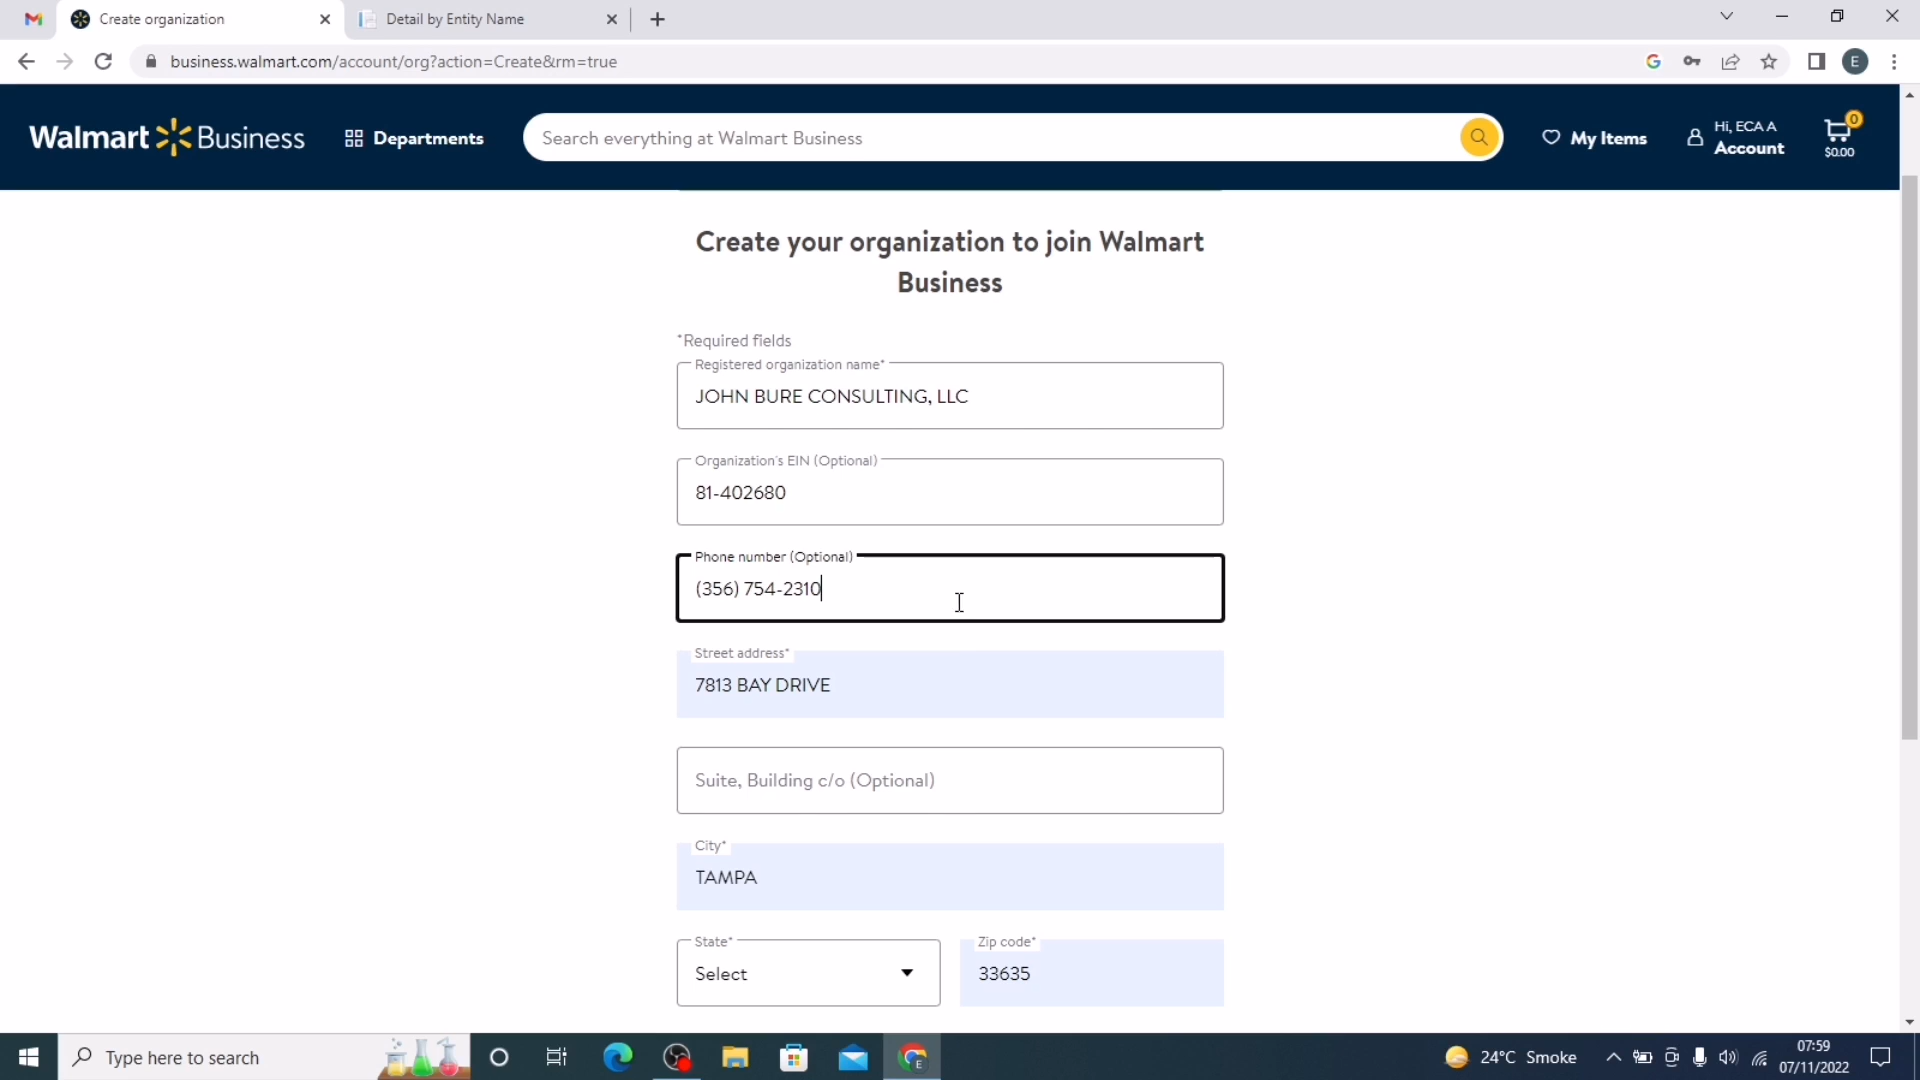 Create organization
Detail by Entity Name
business.walmart.com/account/org?action=Create&rm=true
E
Walmart Business
Departments
Search everything at Walmart Business
My Items
Hi, ECA A
Account
0
$0.00
Create your organization to join Walmart
Business
*Required fields
Registered organization name*
JOHN BURE CONSULTING, LLC
Organization's EIN (Optional)
81-402680
Phone number (Optional)
(356) 754-2310
Street address*
7813 BAY DRIVE
Suite, Building c/o (Optional)
City*
TAMPA
State*
Select
Zip code*
33635
Type here to search
E
24°C Smoke
07:59
07/11/2022